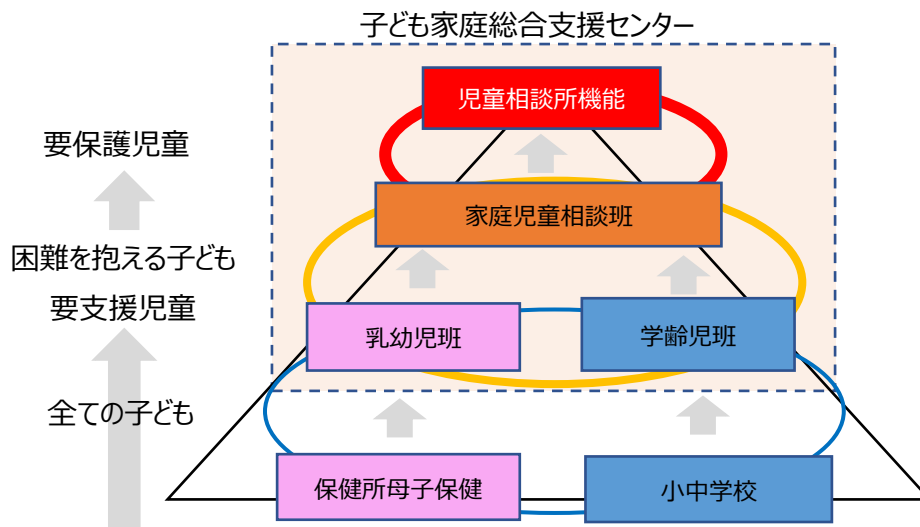 子ども家庭総合支援センター
児童相談所機能
要保護児童
家庭児童相談班
困難を抱える子ども
要支援児童
乳幼児班
学齢児班
全ての子ども
保健所母子保健
小中学校